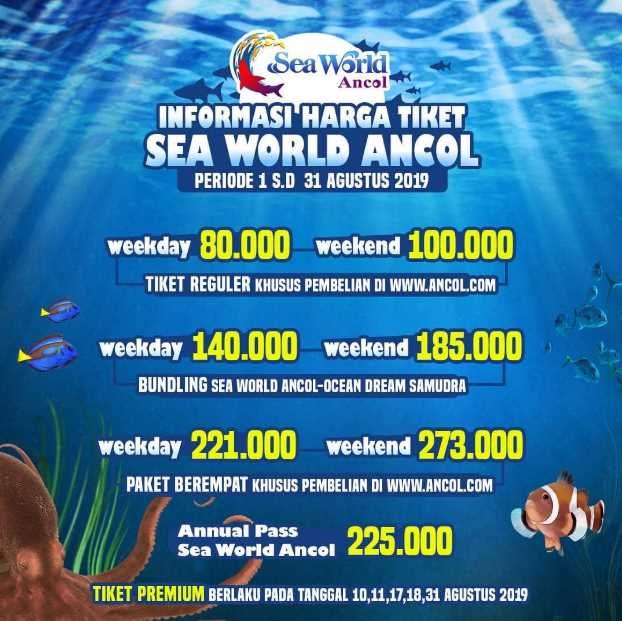 Sea World
Ancol
INFORMASI HARGA TIKET
SEA WORLD ANCOL
PERIODE 1 S.D 31 AGUSTUS 2019
weekday 80.000 weekend 100.000
TIKET REGULER KHUSUS PEMBELIAN DI WWW.ANCOL.COM
weekday 140.000 weekend 185.000
BUNDLING SEA WORLD ANCOL-OCEAN DREAM SAMUDRA
weekday 221.000 weekend 273.000
PAKET BEREMPAT KHUSUS PEMBELIAN DI WWW.ANCOL.COM
Annual Pass
Sea World Ancol 225.000
TIKET PREMIUM BERLAKU PADA TANGGAL 10,11,17,18,31 AGUSTUS 2019